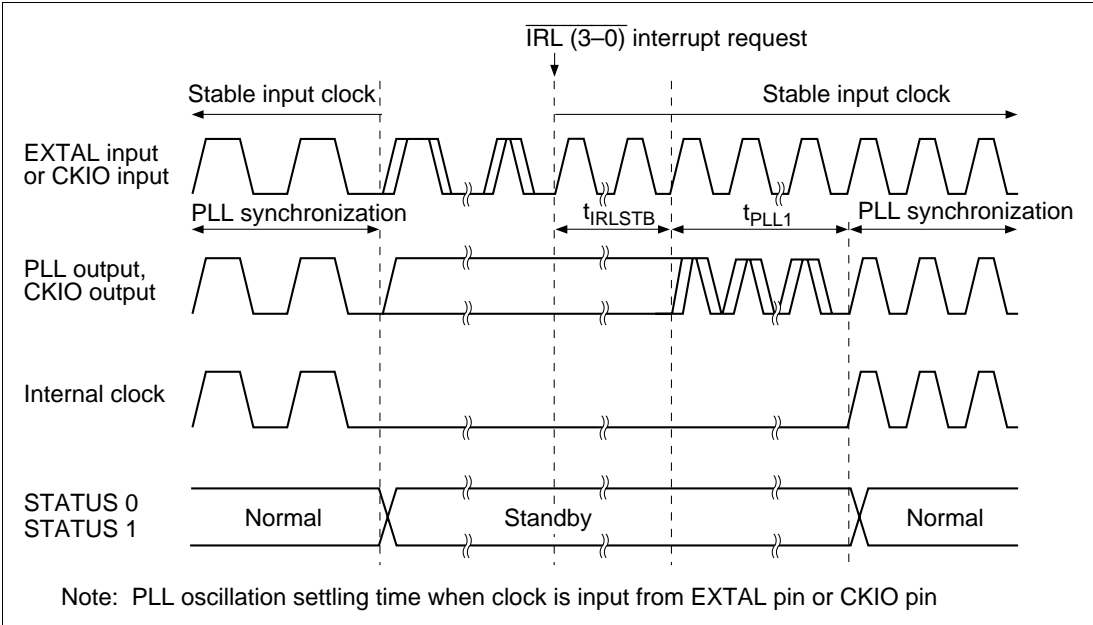 IRL (3–0) interrupt request
Stable input clock
Stable input clock
EXTAL input
or CKIO input
PLL synchronization
tIRLSTB
tPLL1
PLL synchronization
PLL output,
CKIO output
Internal clock
STATUS 0
STATUS 1
Normal
Standby
Normal
Note: PLL oscillation settling time when clock is input from EXTAL pin or CKIO pin